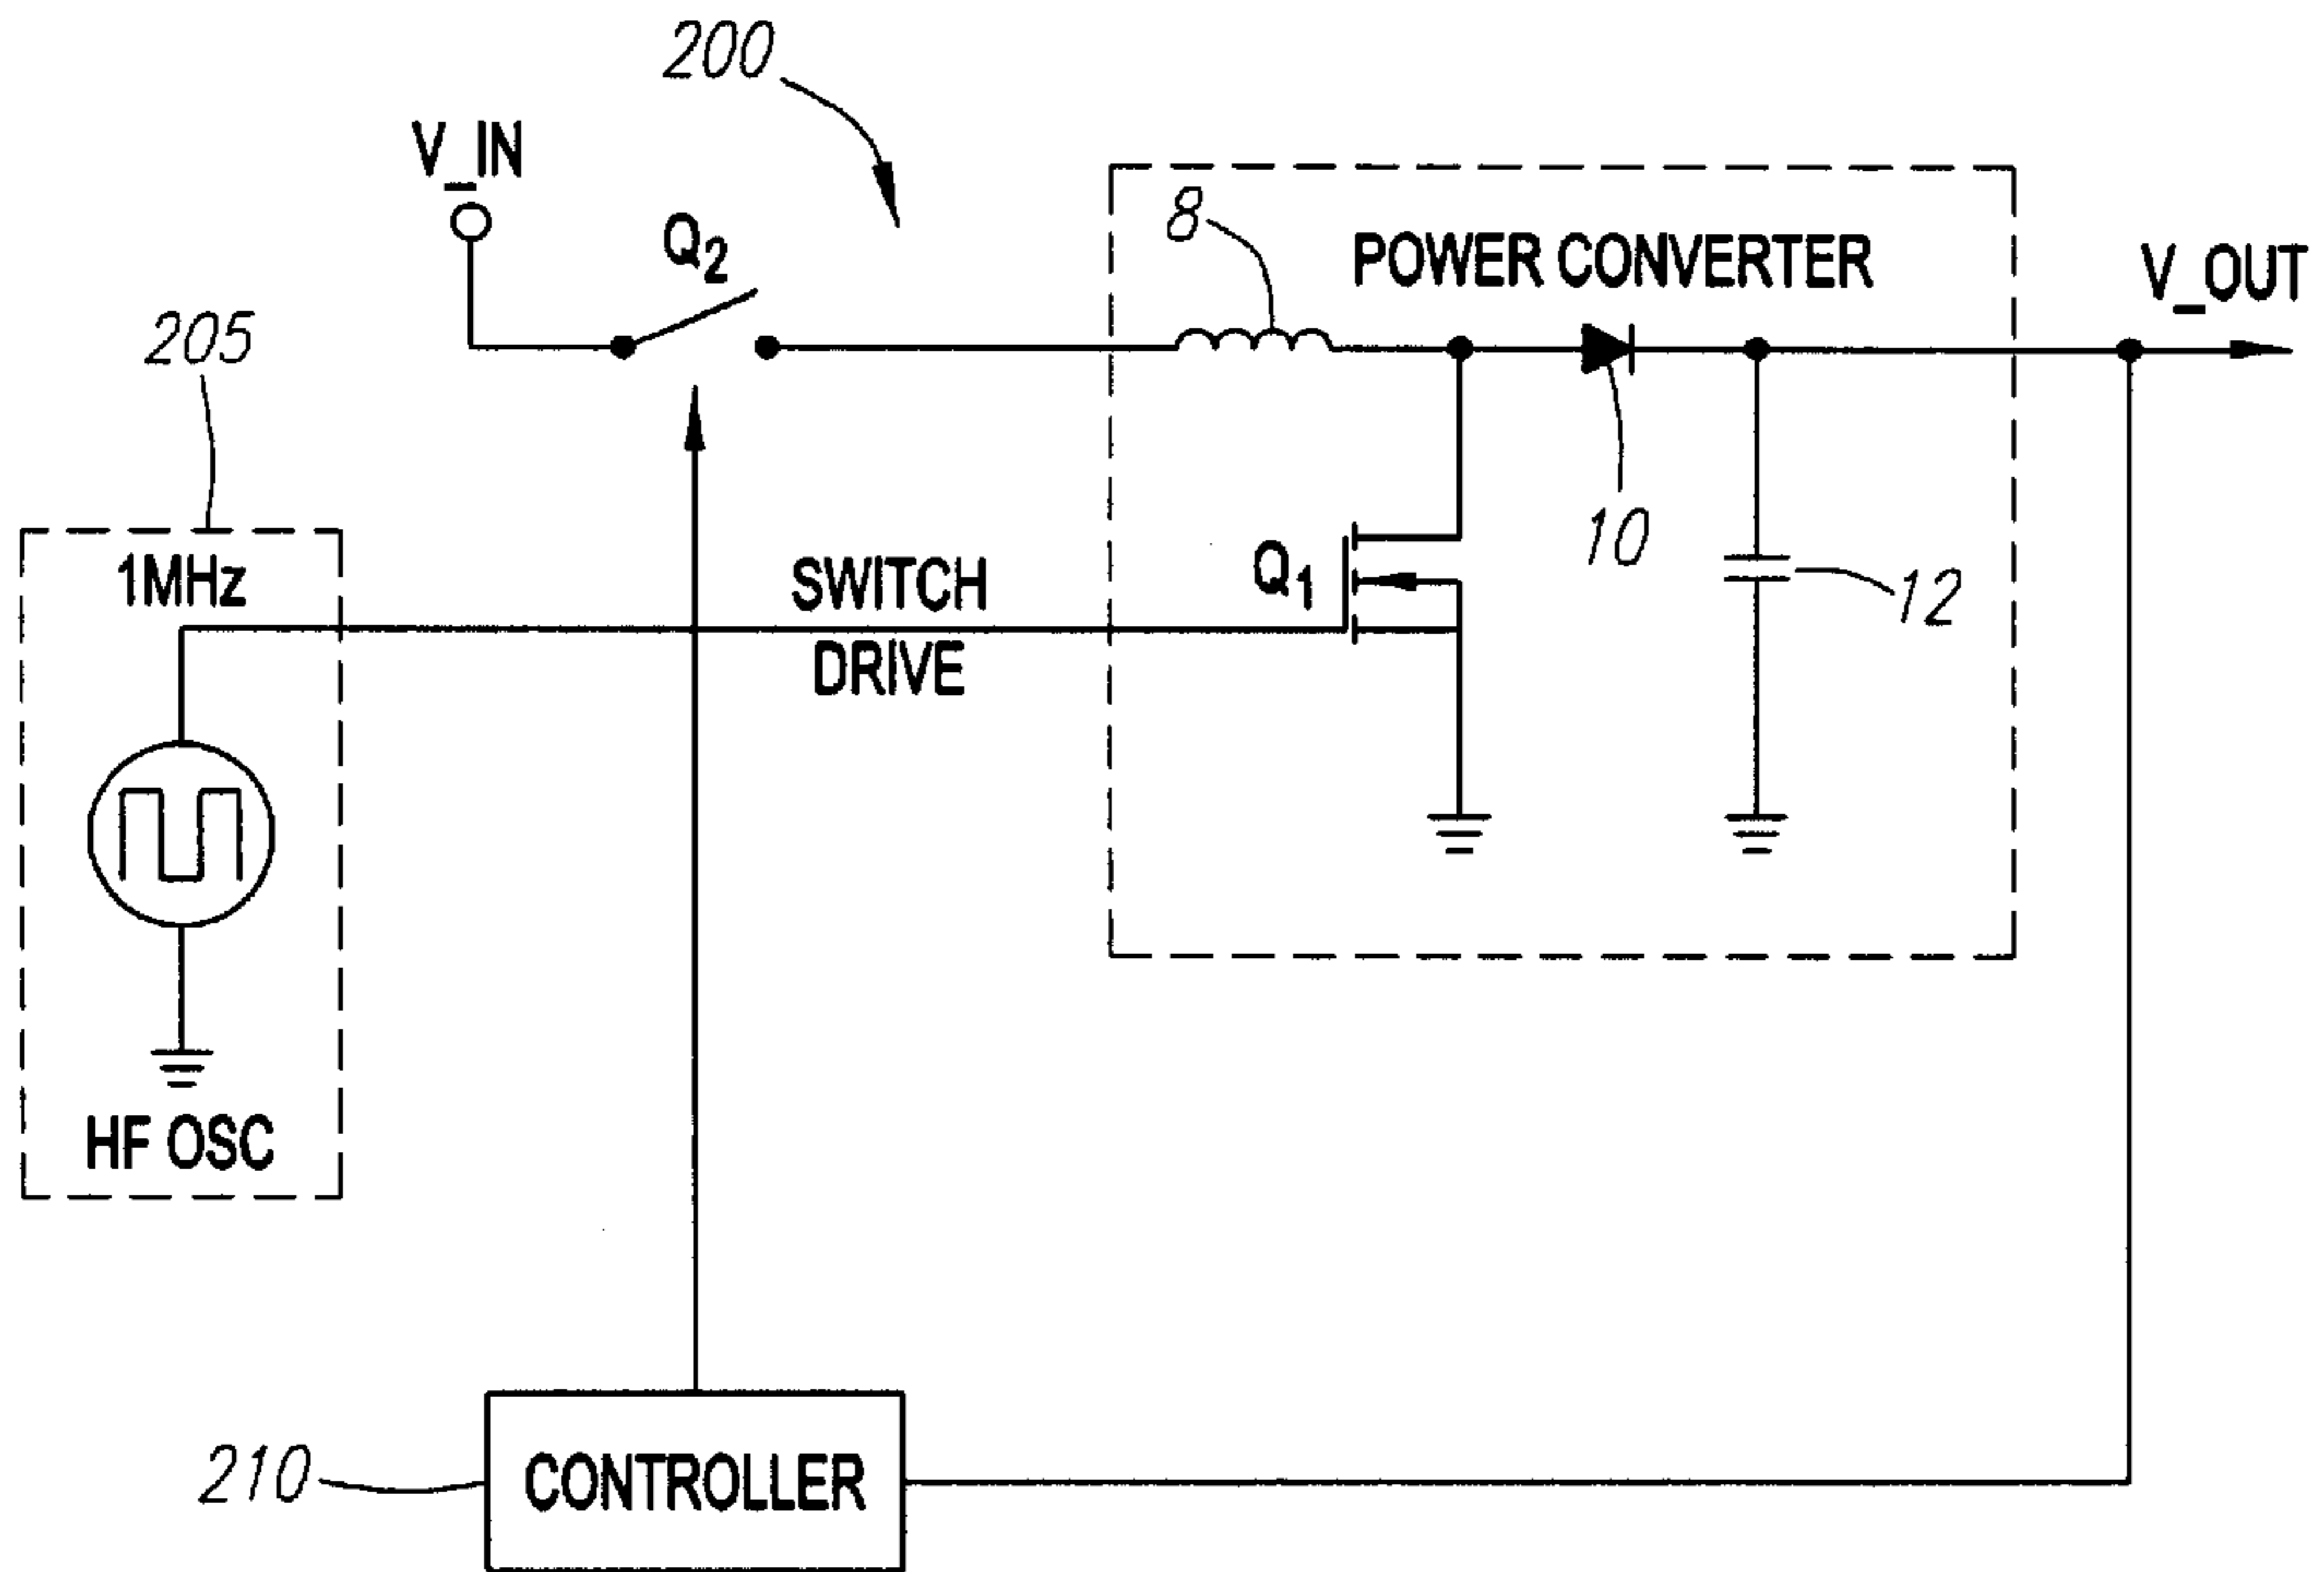 200
V_IN
Q2
8
POWER CONVERTER
V_OUT
205
1MHz
SWITCH
DRIVE
Q1
10
12
HF OSC
210
CONTROLLER